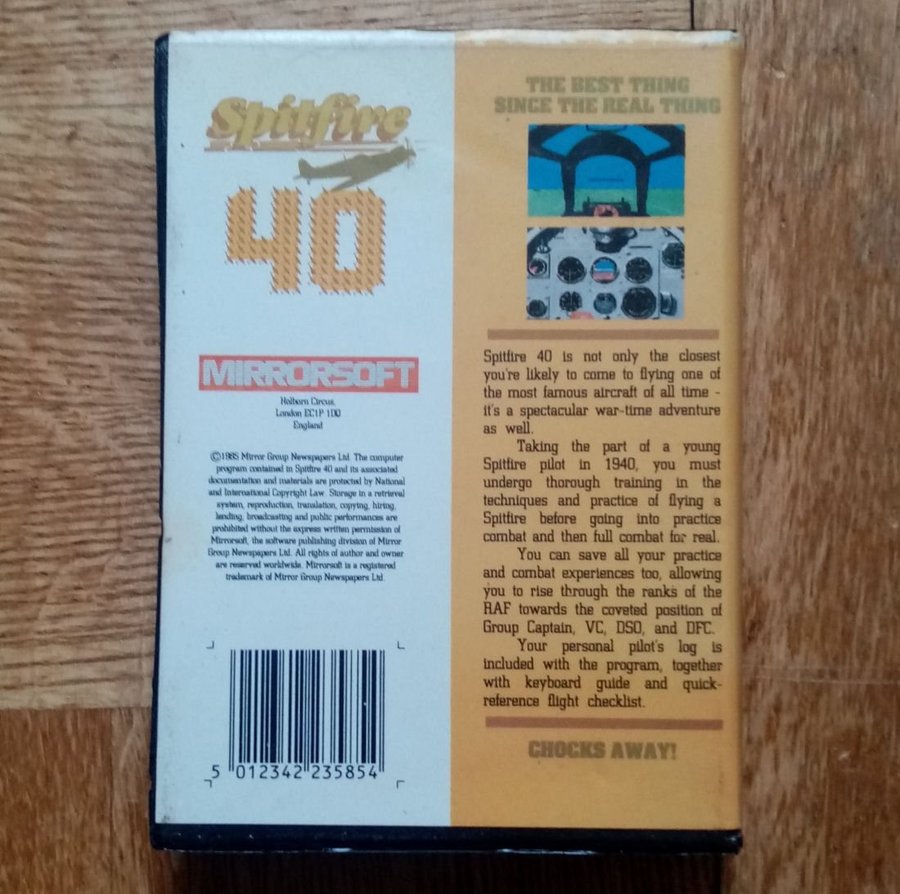 Spitfire
40
MIRRORSOFT
Holborn Circus,
London EC1P 1DQ
England
©1985 Mirror Group Newspapers Ltd. The computer
program contained in Spitfire 40 and its associated
documentation and materials are protected by National
and International Copyright Law. Storage in a retrieval
system, reproduction, translation, copying, hiring,
lending, broadcasting and public performances are
prohibited without the express written permission of
Mirrorsoft, the software publishing division of Mirror
Group Newspapers Ltd. All rights of author and owner
are reserved worldwide. Mirrorsoft is a registered
trademark of Mirror Group Newspapers Ltd.
5 012342 235854
THE BEST THING
SINCE THE REAL THING
Spitfire 40 is not only the closest
you're likely to come to flying one of
the most famous aircraft of all time -
it's a spectacular war-time adventure
as well.
Taking the part of a young
Spitfire pilot in 1940, you must
undergo thorough training in the
techniques and practice of flying a
Spitfire before going into practice
combat and then full combat for real.
You can save all your practice
and combat experiences too, allowing
you to rise through the ranks of the
RAF towards the coveted position of
Group Captain, VC, DSO, and DFC.
Your personal pilot's log is
included with the program, together
with keyboard guide and quick-
reference flight checklist.
CHOCKS AWAY!